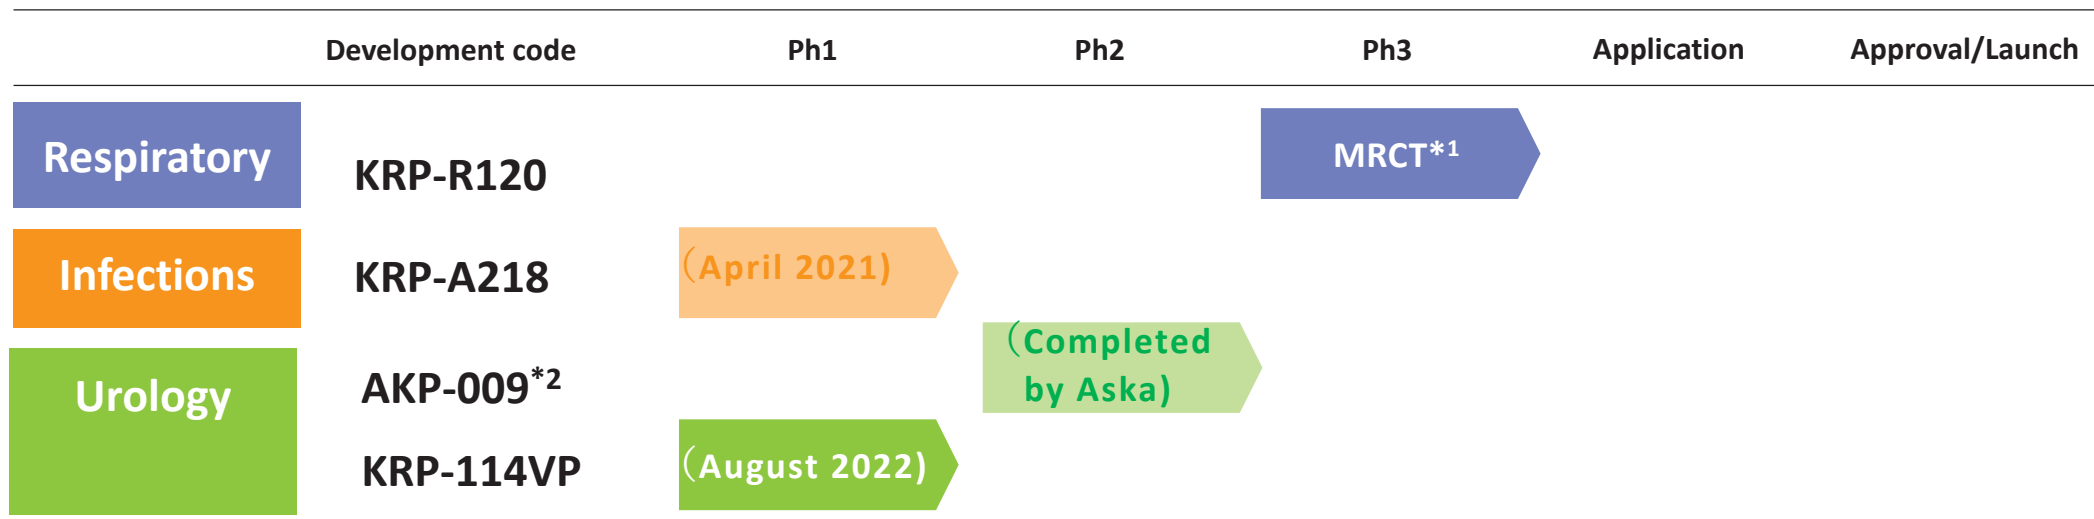 Development code Ph1 Ph2 Ph3 Application Approval/Launch
Respiratory KRP-R120 MRCT*1
Infections KRP-A218 （April 2021)
Urology AKP-009*2 （Completed
by Aska)
KRP-114VP （August 2022)